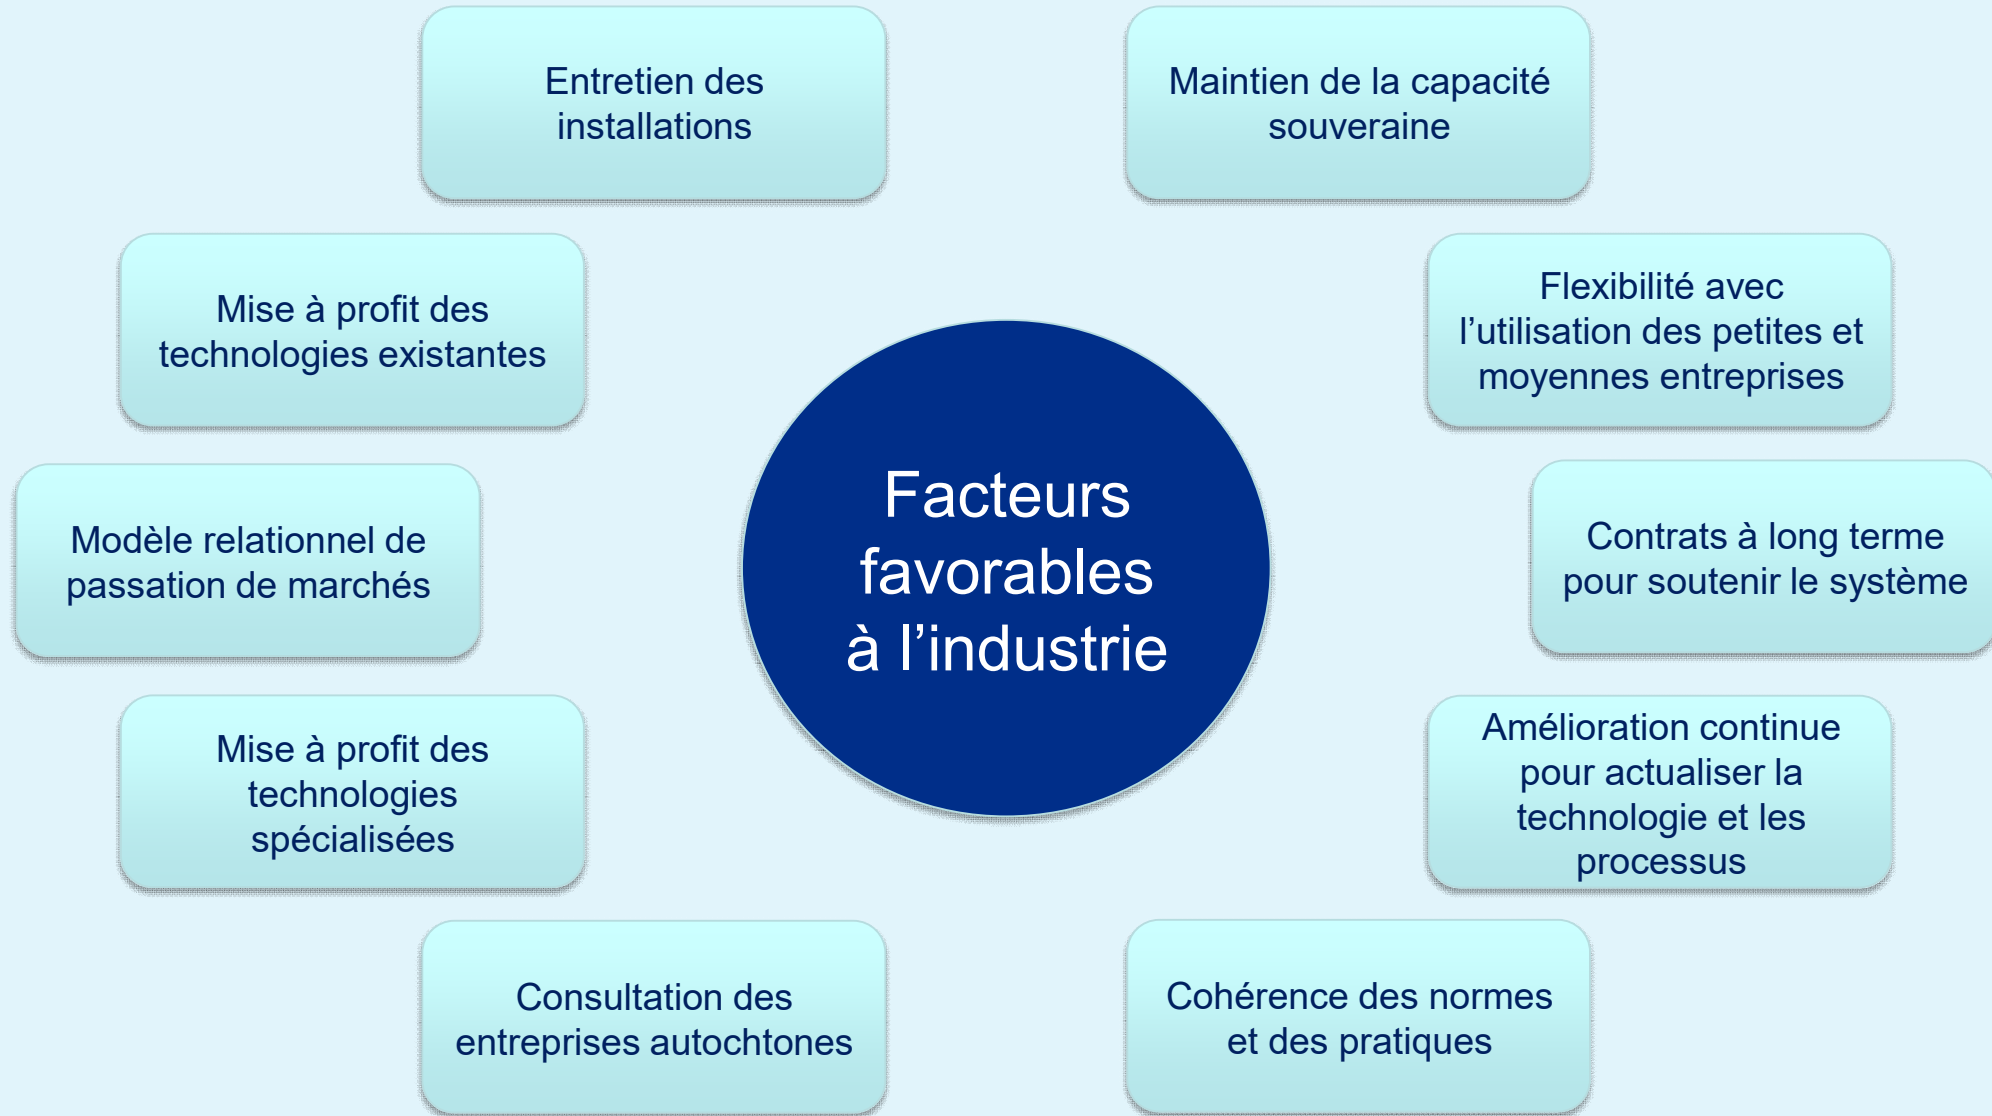 Entretien des
installations
Maintien de la capacité
souveraine
Mise à profit des
technologies existantes
Flexibilité avec
l’utilisation des petites et
moyennes entreprises
Modèle relationnel de
passation de marchés
Facteurs
favorables
à l’industrie
Contrats à long terme
pour soutenir le système
Mise à profit des
technologies
spécialisées
Amélioration continue
pour actualiser la
technologie et les
processus
Consultation des
entreprises autochtones
Cohérence des normes
et des pratiques